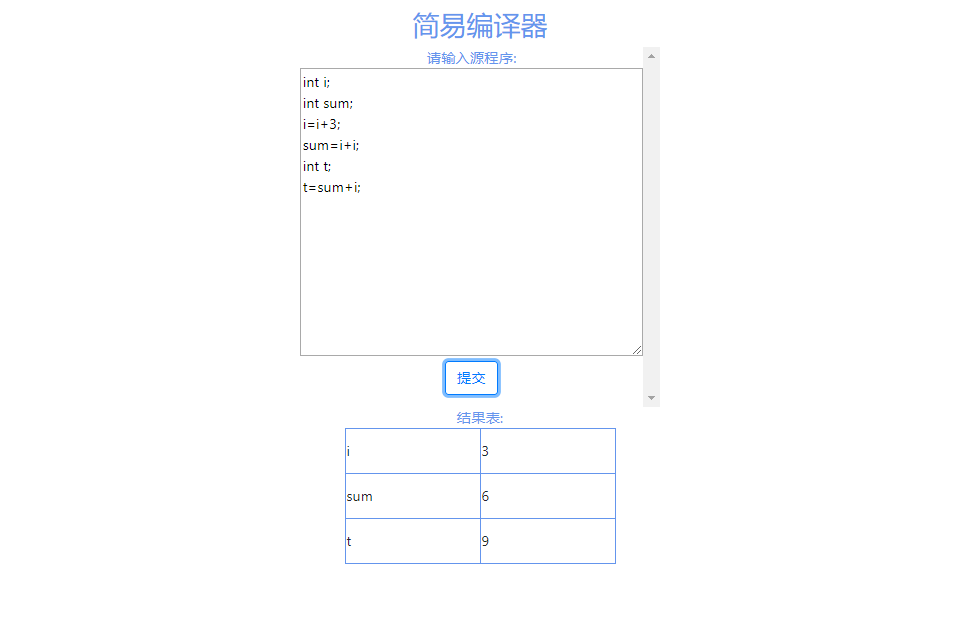 简易编译器
请输入源程序:
int i;
int sum;
i=i+3;
sum=i+i;
int t;
t=sum+i;
提交
结果表:
i 3
sum 6
t 9